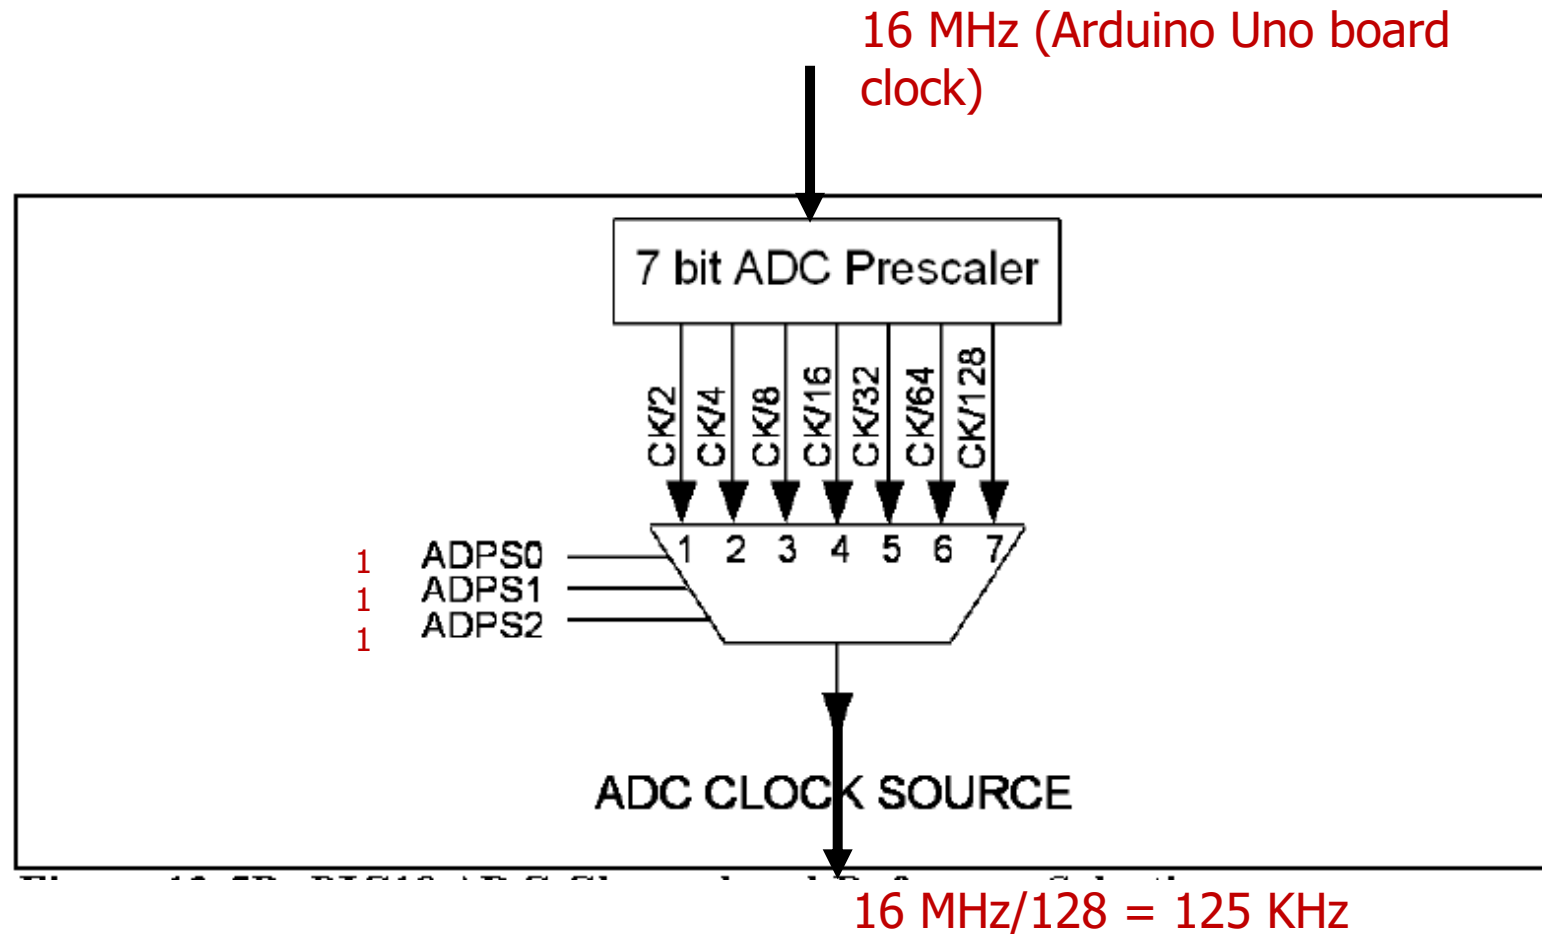 16 MHz (Arduino Uno board
clock)
7 bit ADC Prescaler
CK/2 CK/4 CK/8 CK/16 CK/32 CK/64 CK/128
1 2 3 4 5 6 7
1 ADPS0
1 ADPS1
1 ADPS2
ADC CLOCK SOURCE
16 MHz/128 = 125 KHz